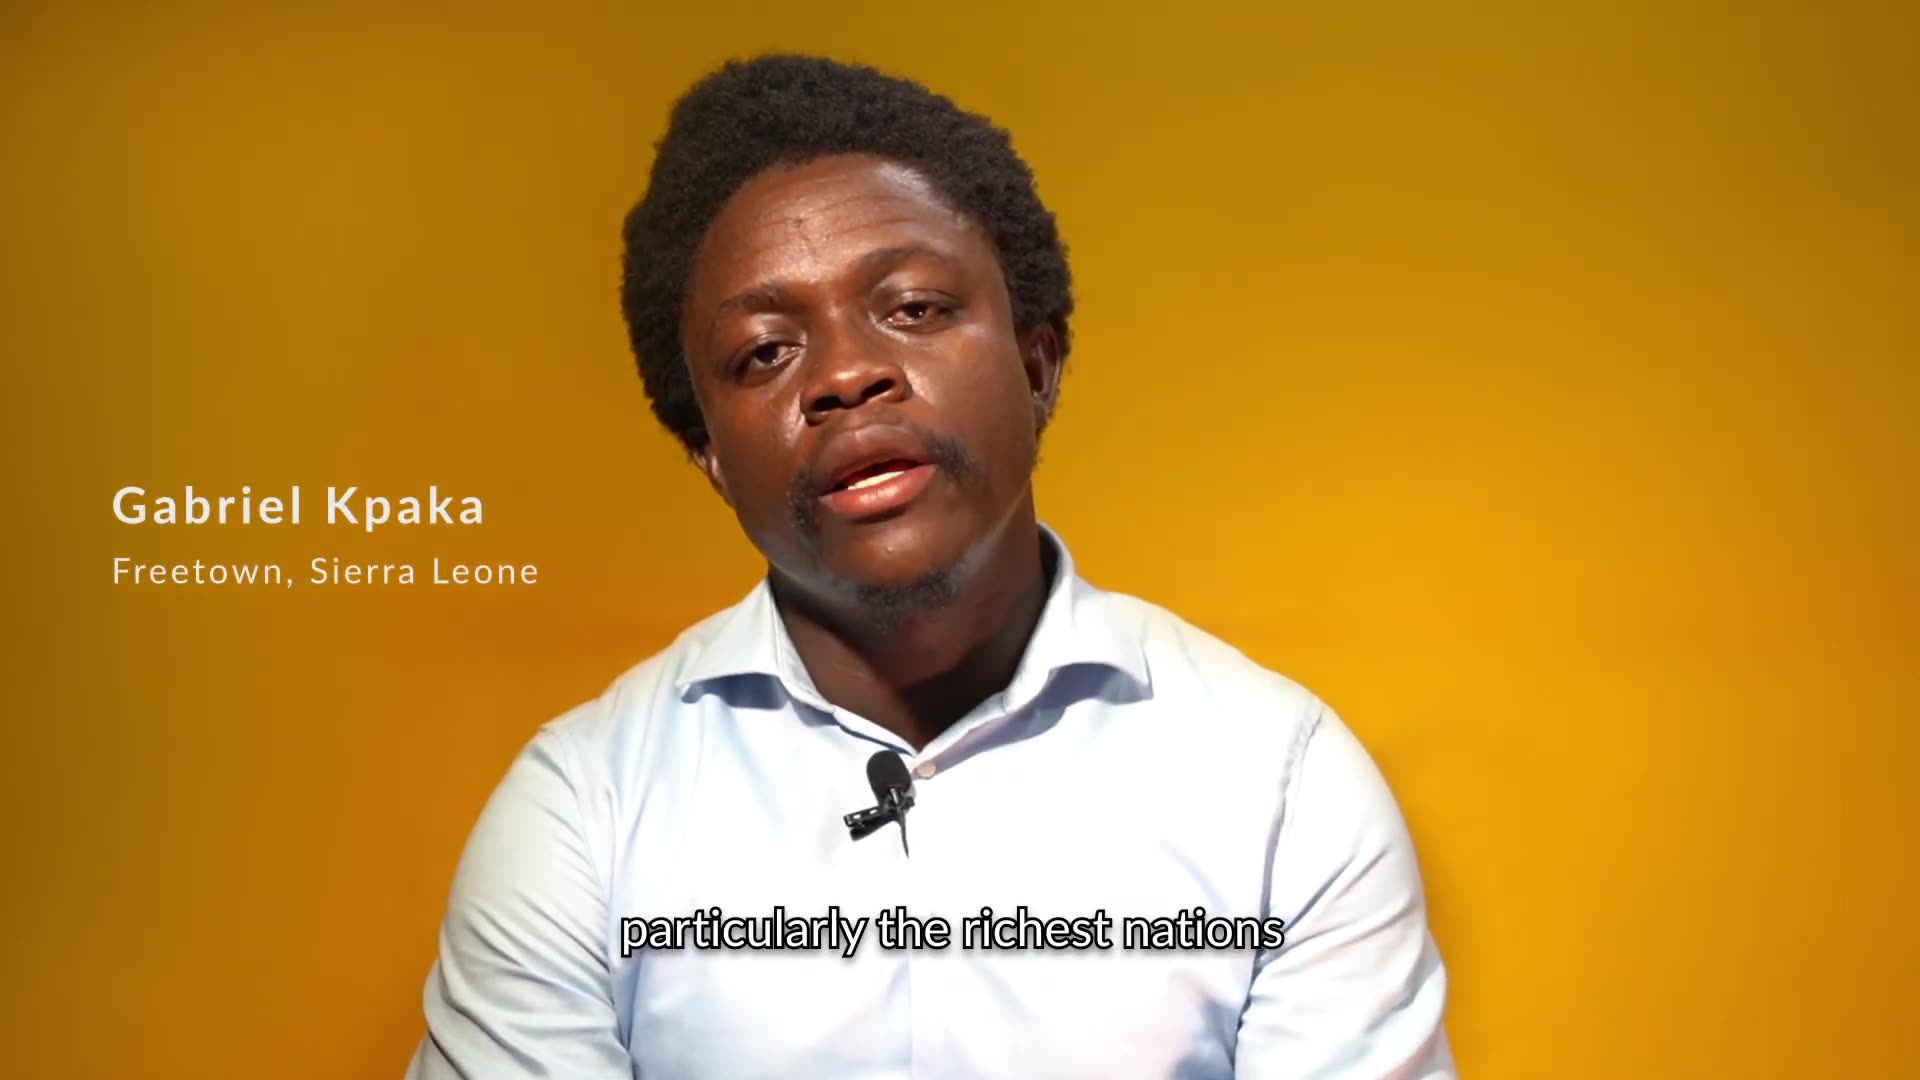 Gabriel Kpaka
Freetown, Sierra Leone
particularly the richest nations